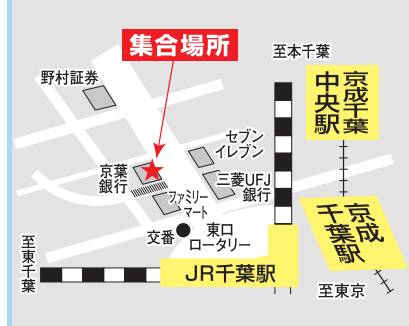 集合場所
至本千葉
野村証券
京成千葉
中央駅
セブン
イレブン
京葉
銀行
三菱UFJ
銀行
ファミリー
マート
京成
千葉駅
交番
東口
ロータリー
至東千葉
JR千葉駅
至東京